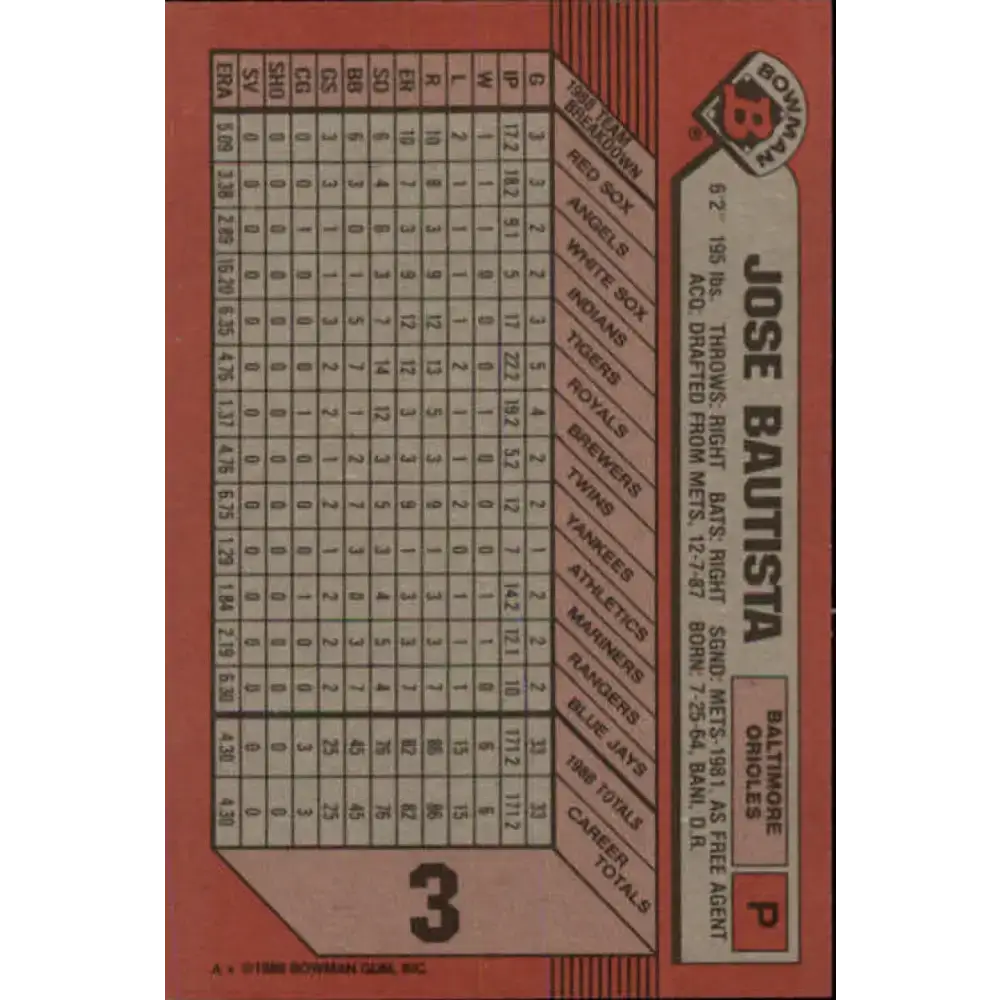 BOWMAN
B
®
JOSE BAUTISTA
BALTIMORE
ORIOLES
P
6'2" 195 lbs. THROWS: RIGHT BATS: RIGHT SGND: METS-1981, AS FREE AGENT
ACQ: DRAFTED FROM METS, 12-7-87 BORN: 7-25-64, BANI, D.R.
1988 TEAM
BREAKDOWN
RED SOX
ANGELS
WHITE SOX
INDIANS
TIGERS
ROYALS
BREWERS
TWINS
YANKEES
ATHLETICS
MARINERS
RANGERS
BLUE JAYS
1988 TOTALS
CAREER
TOTALS
G 3 3 2 2 3 5 4 2 2 1 2 2 2 33 33
IP 17.2 18.2 9.1 5 17 22.2 19.2 5.2 12 7 14.2 12.1 10 171.2 171.2
W 1 1 1 0 0 0 1 0 0 0 1 1 0 6 6
L 2 1 1 1 1 2 1 1 2 0 1 1 1 15 15
R 10 8 3 9 12 13 5 3 9 1 3 3 7 86 86
ER 10 7 3 9 12 12 3 3 9 1 3 3 7 82 82
SO 6 4 6 3 7 14 12 3 5 3 4 5 4 76 76
BB 6 3 0 1 5 7 1 2 7 3 0 3 7 45 45
GS 3 3 1 1 3 2 2 1 2 1 2 2 2 25 25
CG 0 0 1 0 0 0 1 0 0 0 1 0 0 3 3
SHO 0 0 0 0 0 0 0 0 0 0 0 0 0 0 0
SV 0 0 0 0 0 0 0 0 0 0 0 0 0 0 0
ERA 5.09 3.38 2.89 16.20 6.35 4.76 1.37 4.76 6.75 1.29 1.84 2.19 6.30 4.30 4.30
3
A * ©1989 BOWMAN GUM, INC.